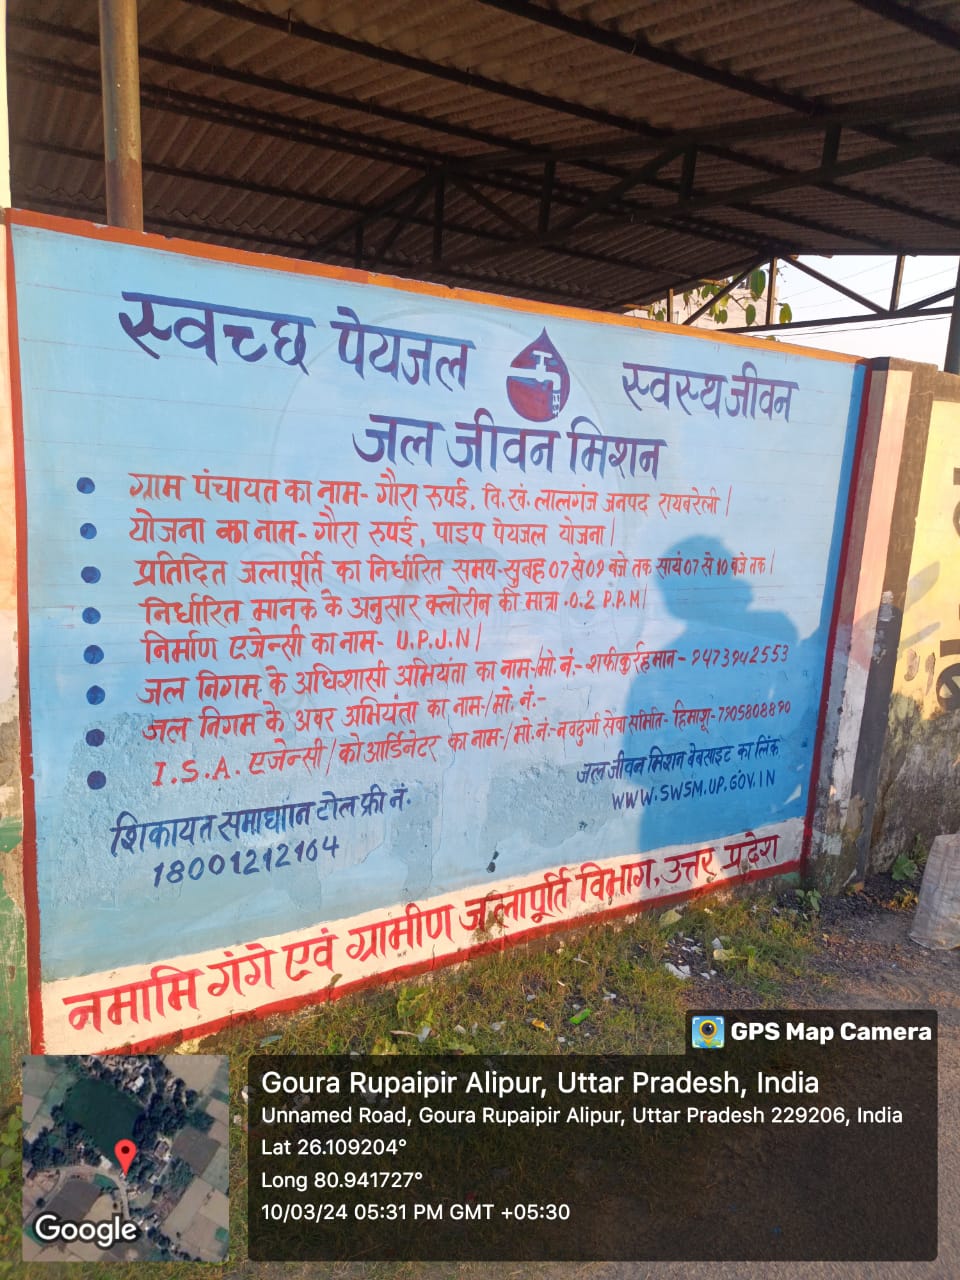 स्वच्छ पेयजल स्वस्थ जीवन
जल जीवन मिशन
ग्राम पंचायत का नाम- गौरा रुपई, वि.खं. लालगंज जनपद रायबरेली।
योजना का नाम- गौरा रुपई, पाइप पेयजल योजना।
प्रतिदित जलापूर्ति का निर्धारित समय-सुबह 07 से 09 बजे तक सायं 07 से 10 बजे तक।
निर्धारित मानक के अनुसार क्लोरीन की मात्रा .0.2 P.P.M|
निर्माण एजेन्सी का नाम- U.P.J.N|
जल निगम के अधिशासी अभियंता का नाम-/मो.नं.- शफीकुर्रहमान - 9473942553
जल निगम के अवर अभियंता का नाम-/मो.नं.-
I.S.A. एजेन्सी/कोआर्डिनेटर का नाम-/मो.नं.- नवदुर्गा सेवा समिति- हिमांशू- 7905808890
शिकायत समाधान टोल फ्री नं.
18001212164
जल जीवन मिशन बेबसाइट का लिंक
WWW.SWSM.UP.GOV.IN
नमामि गंगे एवं ग्रामीण जलापूर्ति विभाग, उत्तर प्रदेश
GPS Map Camera
Goura Rupaipir Alipur, Uttar Pradesh, India
Unnamed Road, Goura Rupaipir Alipur, Uttar Pradesh 229206, India
Lat 26.109204°
Long 80.941727°
10/03/24 05:31 PM GMT +05:30
Google